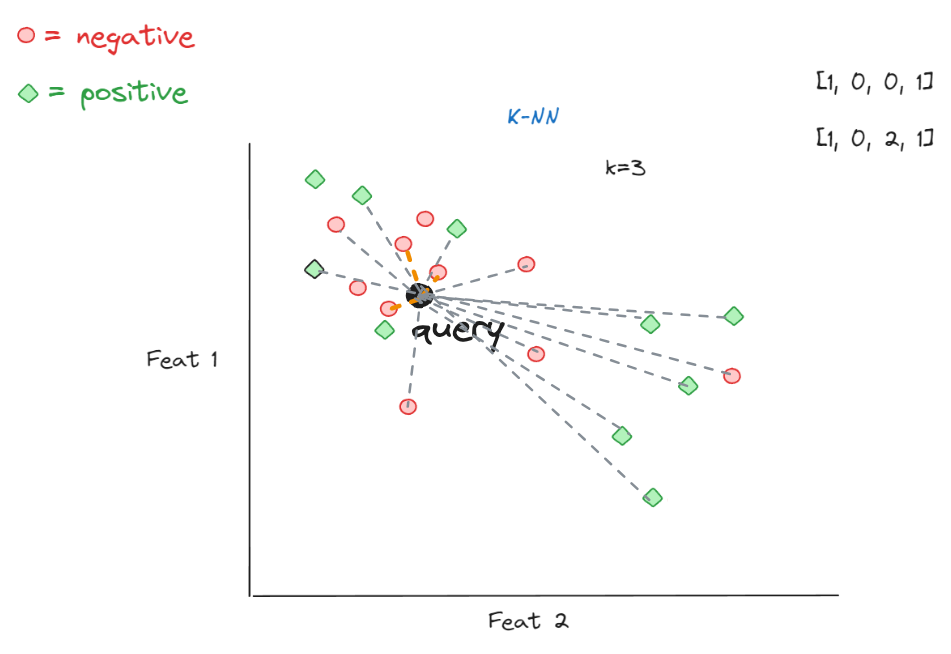 = negative
= positive
[1, 0, 0, 1]
[1, 0, 2, 1]
K-NN
k=3
query
Feat 1
Feat 2